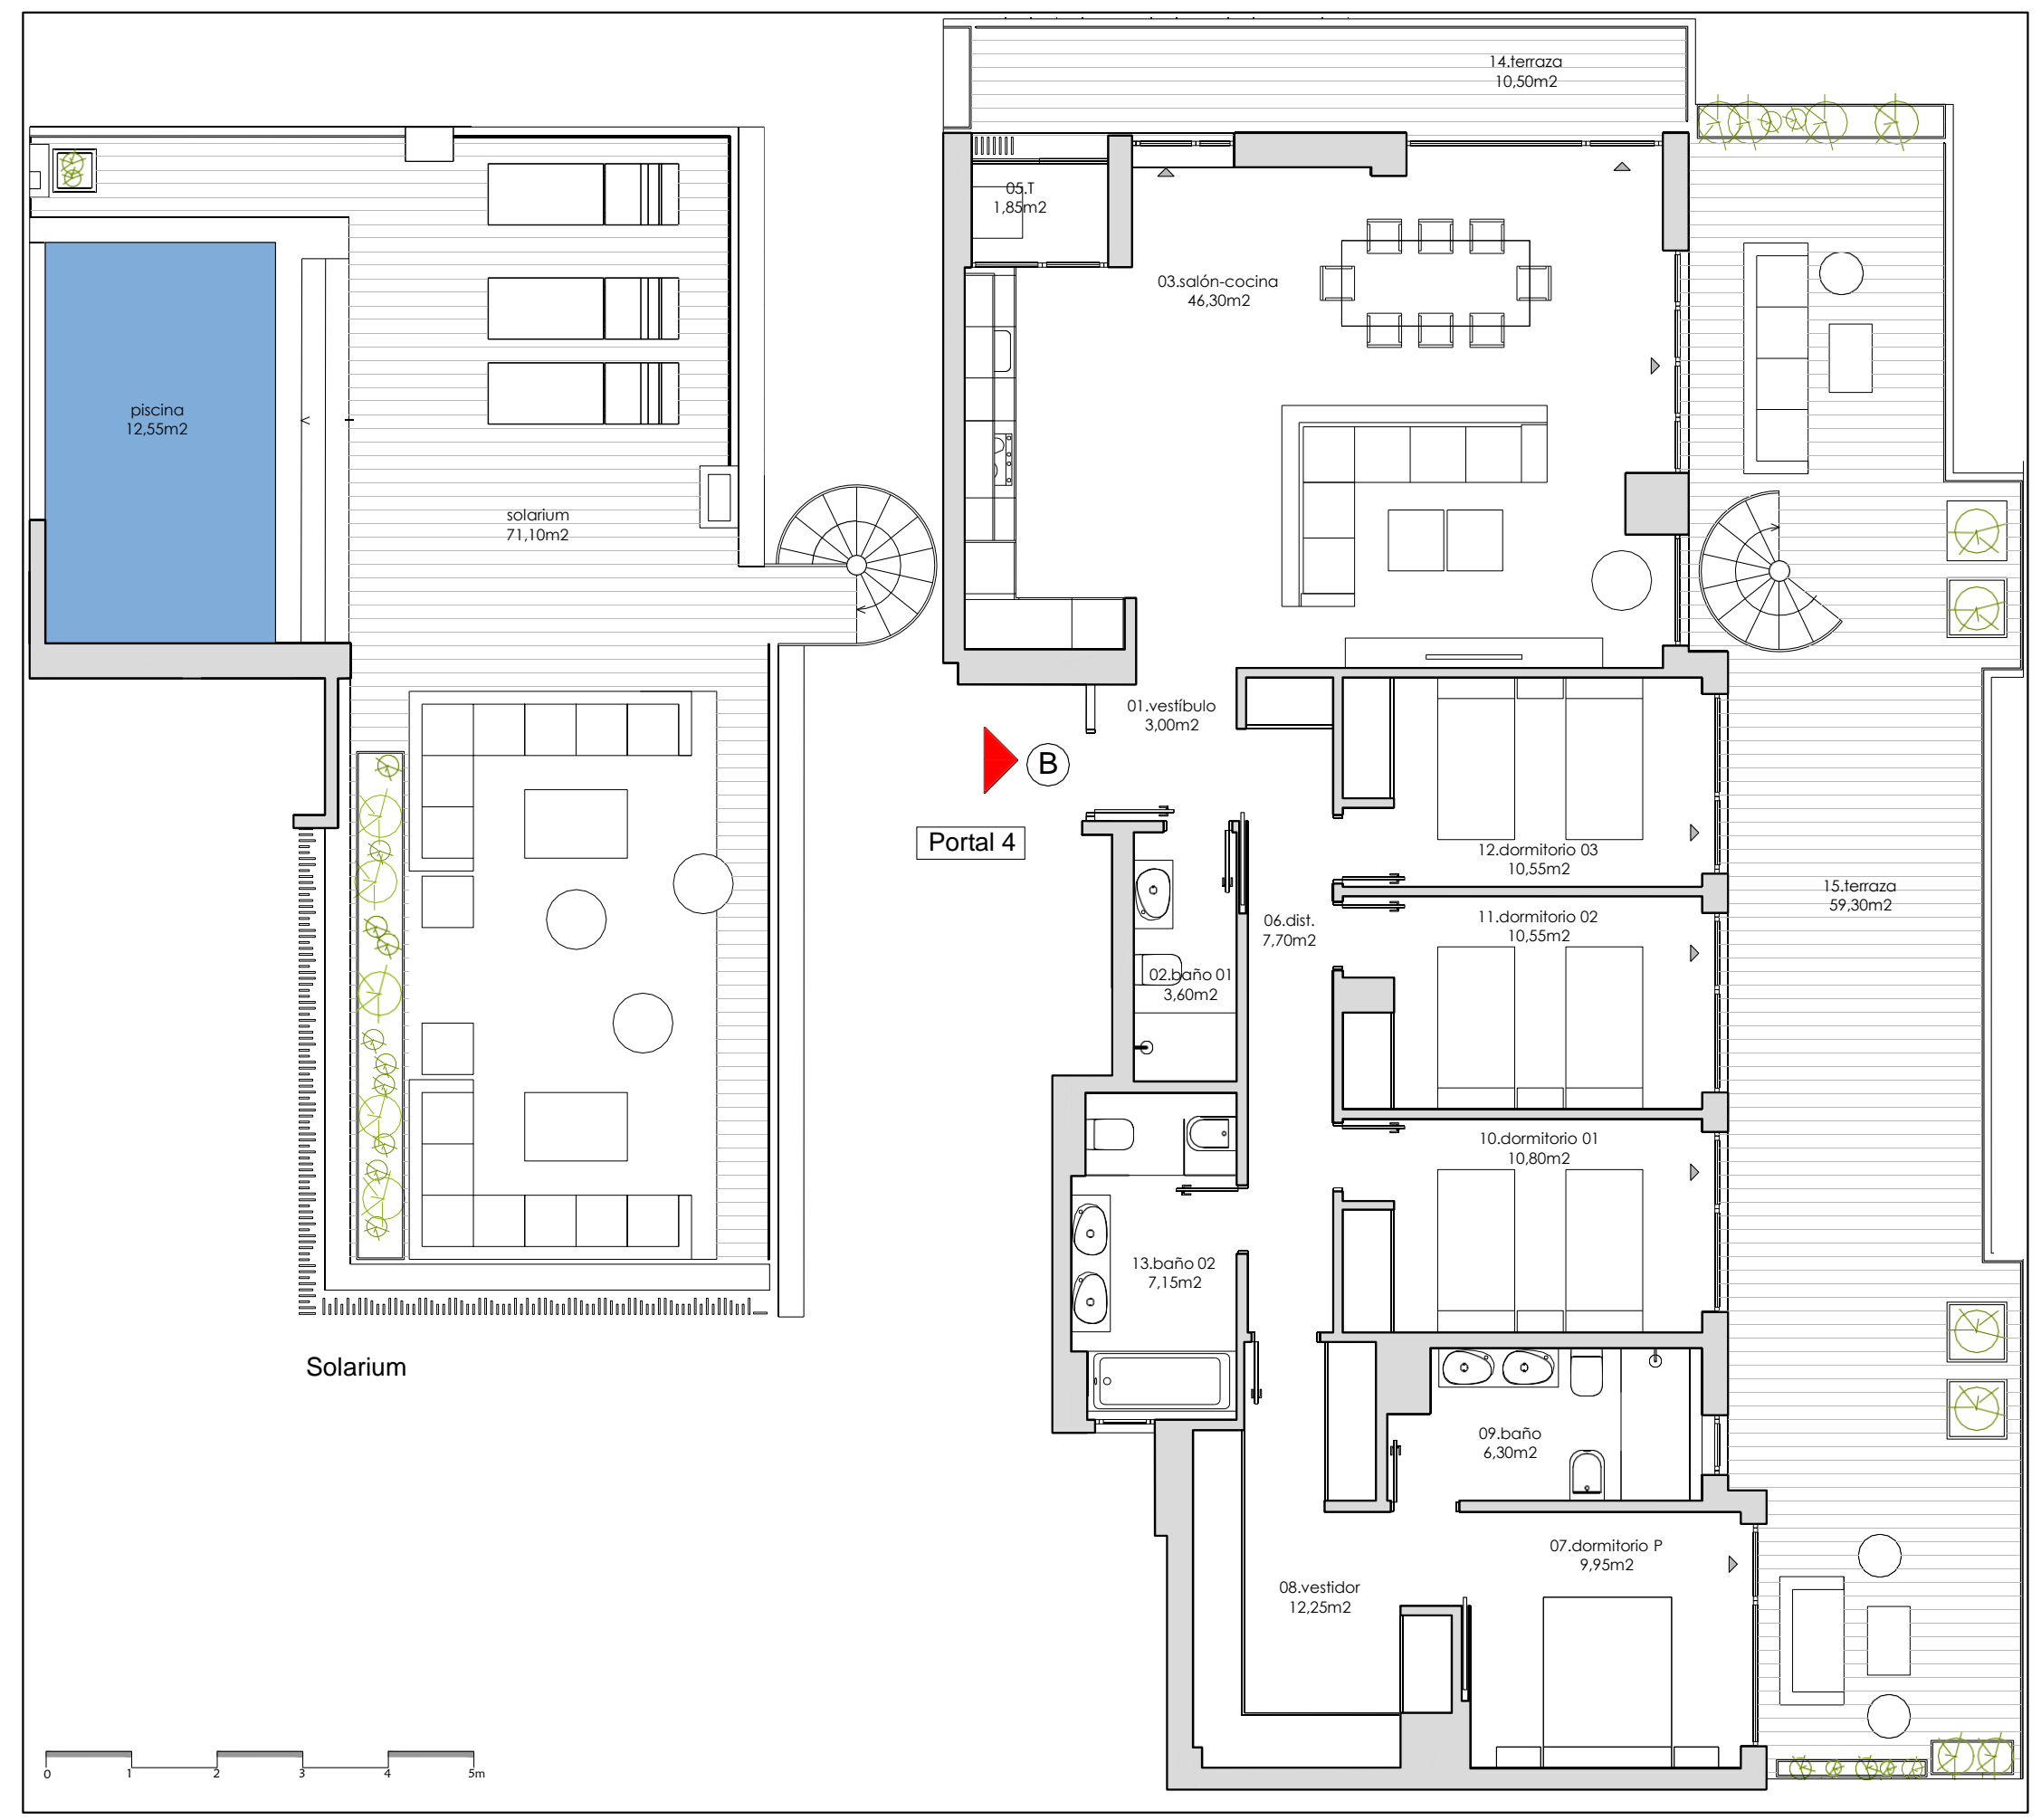 14.terraza
10,50m2
05.T
1,85m2
03.salón-cocina
46,30m2
piscina
12,55m2
solarium
71,10m2
01.vestíbulo
3,00m2
B
Portal 4
12.dormitorio 03
10,55m2
15.terraza
59,30m2
11.dormitorio 02
10,55m2
06.dist.
7,70m2
02.baño 01
3,60m2
10.dormitorio 01
10,80m2
13.baño 02
7,15m2
Solarium
09.baño
6,30m2
07.dormitorio P
9,95m2
08.vestidor
12,25m2
0 1 2 3 4 5m